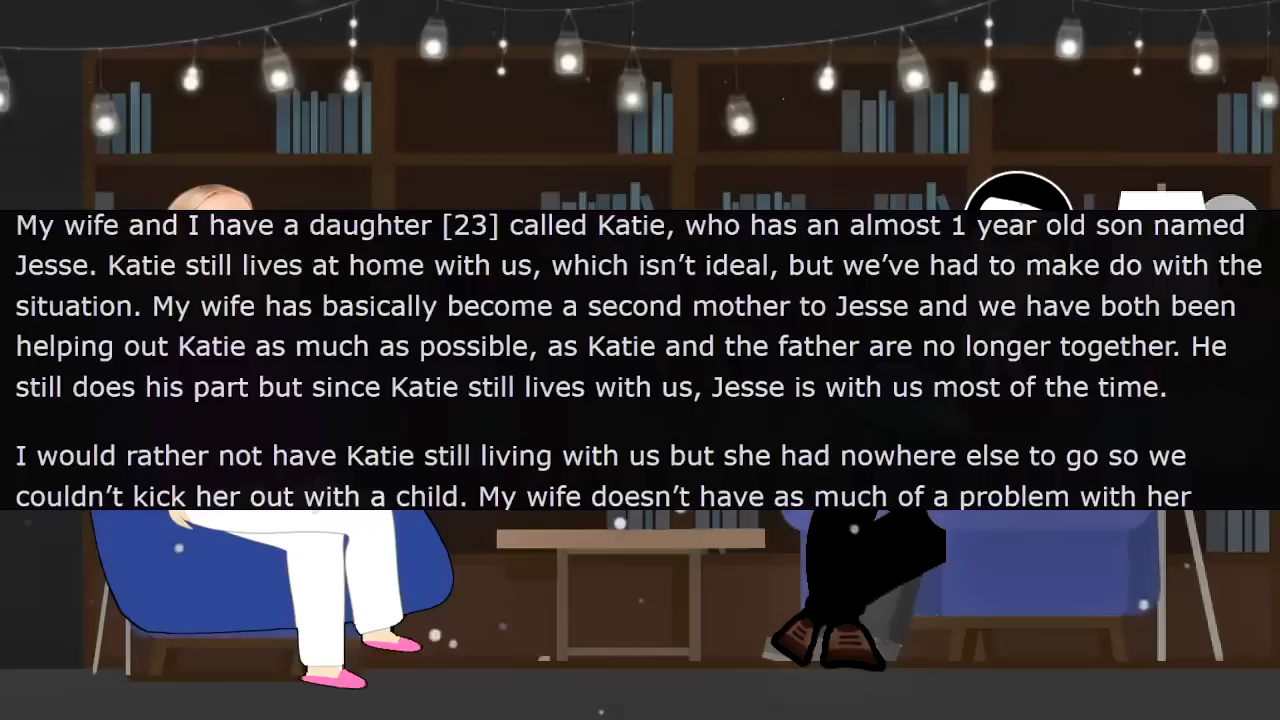 My wife and I have a daughter [23] called Katie, who has an almost 1 year old son named
Jesse. Katie still lives at home with us, which isn’t ideal, but we’ve had to make do with the
situation. My wife has basically become a second mother to Jesse and we have both been
helping out Katie as much as possible, as Katie and the father are no longer together. He
still does his part but since Katie still lives with us, Jesse is with us most of the time.
I would rather not have Katie still living with us but she had nowhere else to go so we
couldn’t kick her out with a child. My wife doesn’t have as much of a problem with her